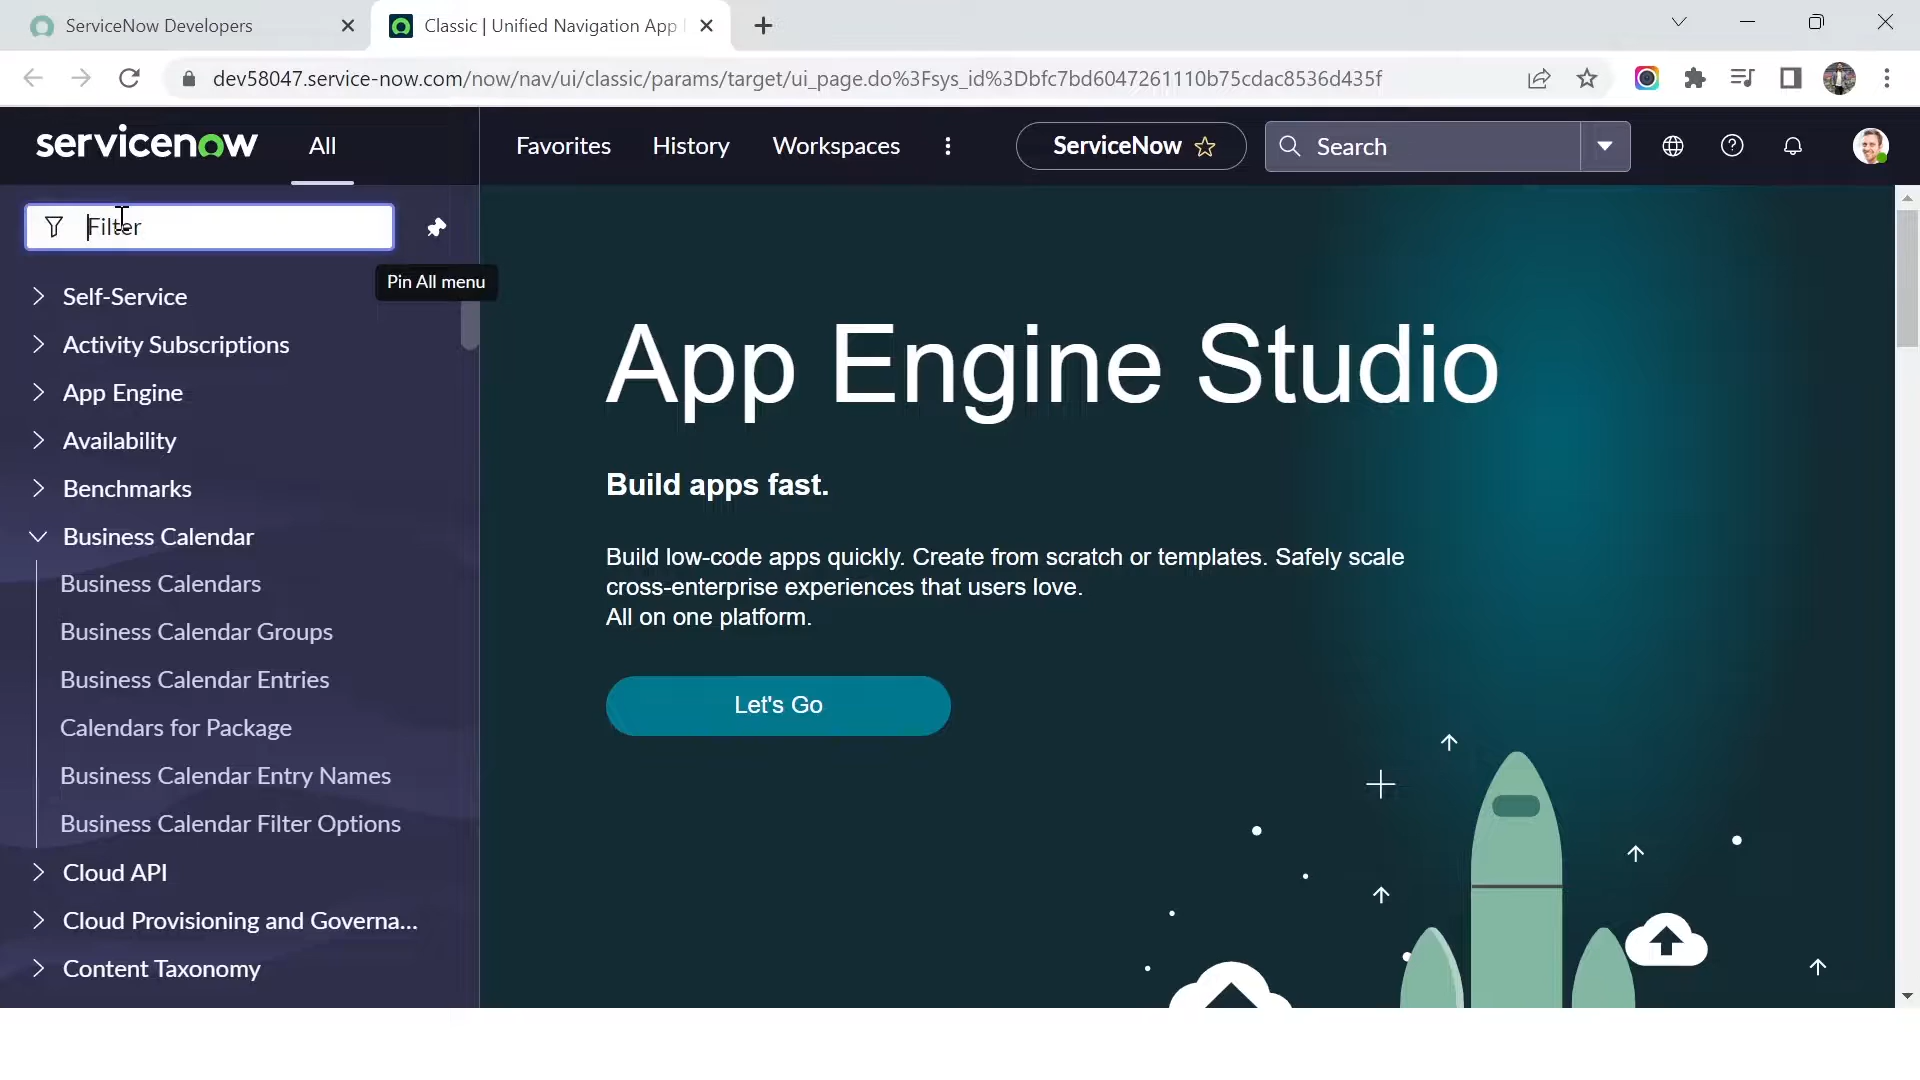 ServiceNow Developers
Classic | Unified Navigation App
dev58047.service-now.com/now/nav/ui/classic/params/target/ui_page.do%3Fsys_id%3Dbfc7bd6047261110b75cdac8536d435f
servicenow
All
Favorites
History
Workspaces
ServiceNow
Search
Filter
Pin All menu
Self-Service
Activity Subscriptions
App Engine
Availability
Benchmarks
Business Calendar
Business Calendars
Business Calendar Groups
Business Calendar Entries
Calendars for Package
Business Calendar Entry Names
Business Calendar Filter Options
Cloud API
Cloud Provisioning and Governa...
Content Taxonomy
App Engine Studio
Build apps fast.
Build low-code apps quickly. Create from scratch or templates. Safely scale
cross-enterprise experiences that users love.
All on one platform.
Let's Go